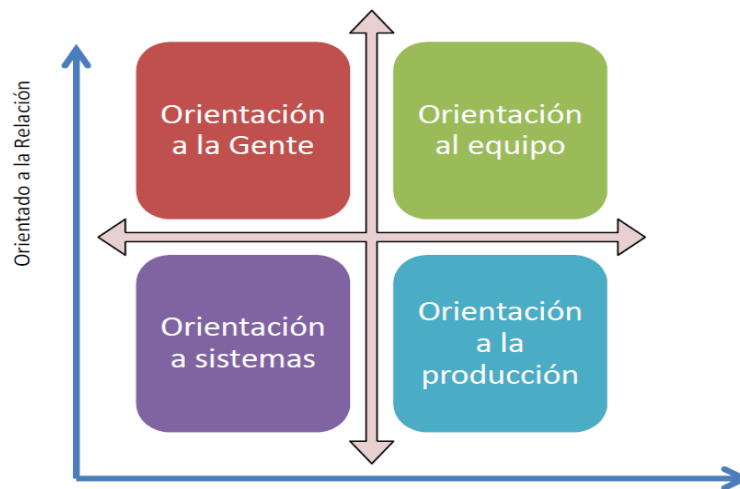 Orientado a la Relación
Orientación
a la Gente
Orientación
al equipo
Orientación
a sistemas
Orientación
a la
producción